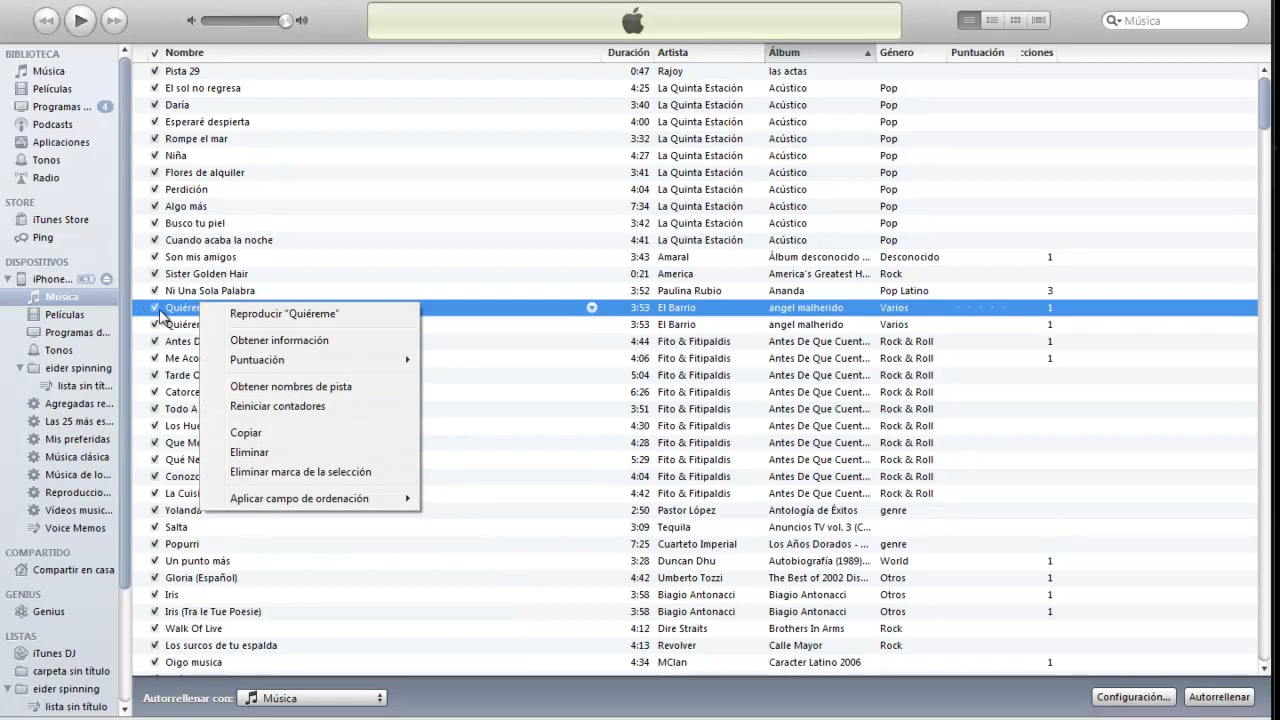 Música
BIBLIOTECA
Música
Películas
Programas ... 4
Podcasts
Aplicaciones
Tonos
Radio
STORE
iTunes Store
Ping
DISPOSITIVOS
iPhone...
Música
Películas
Programas d...
Tonos
eider spinning
lista sin tít...
Agregadas re...
Las 25 más es...
Mis preferidas
Música clásica
Música de lo...
Reproduccio...
Vídeos music...
Voice Memos
COMPARTIDO
Compartir en casa
GENIUS
Genius
LISTAS
iTunes DJ
carpeta sin título
eider spinning
lista sin título
Nombre Duración Artista Álbum Género Puntuación :cciones
Pista 29 0:47 Rajoy las actas
El sol no regresa 4:25 La Quinta Estación Acústico Pop
Daría 3:40 La Quinta Estación Acústico Pop
Esperaré despierta 4:00 La Quinta Estación Acústico Pop
Rompe el mar 3:32 La Quinta Estación Acústico Pop
Niña 4:27 La Quinta Estación Acústico Pop
Flores de alquiler 3:41 La Quinta Estación Acústico Pop
Perdición 4:04 La Quinta Estación Acústico Pop
Algo más 7:34 La Quinta Estación Acústico Pop
Busco tu piel 3:42 La Quinta Estación Acústico Pop
Cuando acaba la noche 4:41 La Quinta Estación Acústico Pop
Son mis amigos 3:43 Amaral Álbum desconocido ... Desconocido 1
Sister Golden Hair 0:21 America America's Greatest H... Rock
Ni Una Sola Palabra 3:52 Paulina Rubio Ananda Pop Latino 3
Quiérer 3:53 El Barrio angel malherido Varios 1
Quiérer 3:53 El Barrio angel malherido Varios 1
Antes D 4:44 Fito & Fitipaldis Antes De Que Cuent... Rock & Roll 1
Me Aco 4:06 Fito & Fitipaldis Antes De Que Cuent... Rock & Roll 1
Tarde O 5:04 Fito & Fitipaldis Antes De Que Cuent... Rock & Roll
Catorce 6:26 Fito & Fitipaldis Antes De Que Cuent... Rock & Roll
Todo A 3:51 Fito & Fitipaldis Antes De Que Cuent... Rock & Roll
Los Hue 4:30 Fito & Fitipaldis Antes De Que Cuent... Rock & Roll
Que Me 4:28 Fito & Fitipaldis Antes De Que Cuent... Rock & Roll
Qué Ne 5:29 Fito & Fitipaldis Antes De Que Cuent... Rock & Roll
Conozo 4:04 Fito & Fitipaldis Antes De Que Cuent... Rock & Roll
La Cuisi 4:42 Fito & Fitipaldis Antes De Que Cuent... Rock & Roll
Yolanda 2:50 Pastor López Antología de Éxitos genre
Salta 3:09 Tequila Anuncios TV vol. 3 (C...
Popurri 7:25 Cuarteto Imperial Los Años Dorados - ... genre
Un punto más 3:28 Duncan Dhu Autobiografía (1989)... World 1
Gloria (Español) 4:42 Umberto Tozzi The Best of 2002 Dis... Otros 1
Iris 3:58 Biagio Antonacci Biagio Antonacci Otros 1
Iris (Tra le Tue Poesie) 3:58 Biagio Antonacci Biagio Antonacci Otros 1
Walk Of Live 4:12 Dire Straits Brothers In Arms Rock
Los surcos de tu espalda 4:13 Revolver Calle Mayor Rock
Oigo musica 4:34 MClan Caracter Latino 2006 1
Reproducir "Quiéreme"
Obtener información
Puntuación
Obtener nombres de pista
Reiniciar contadores
Copiar
Eliminar
Eliminar marca de la selección
Aplicar campo de ordenación
Autorrellenar con: Música Configuración... Autorrellenar